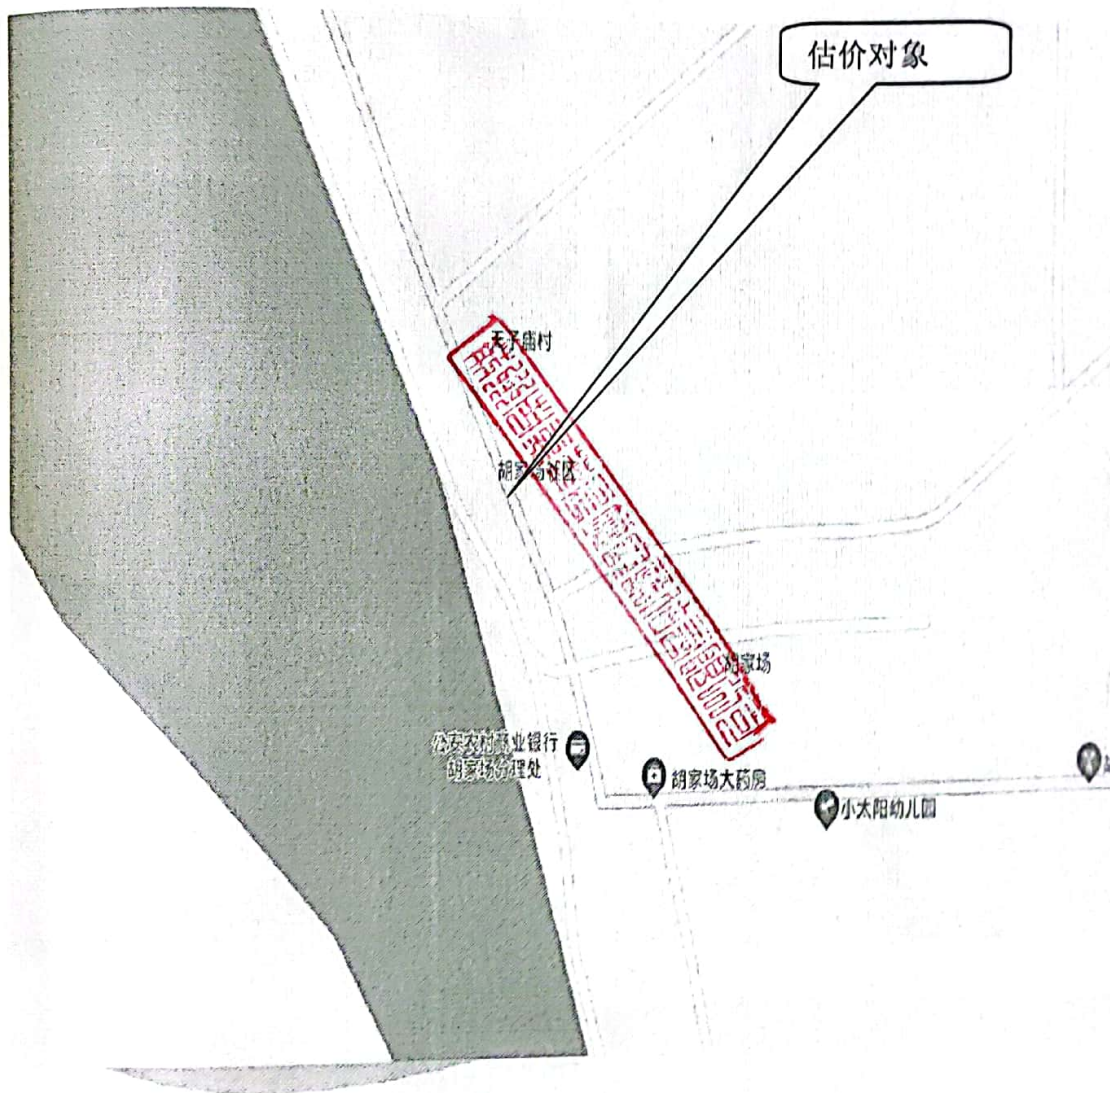 估价对象
天子庙村
胡家场社区
胡家场
公安农村商业银行
胡家场分理处
胡家场大药房
小太阳幼儿园